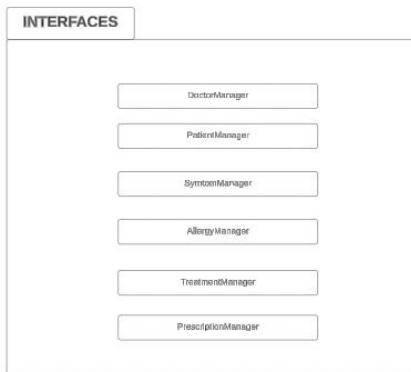 INTERFACES
DoctorManager
PatientManager
SymtomManager
AllergyManager
TreatmentManager
PrescriptionManager